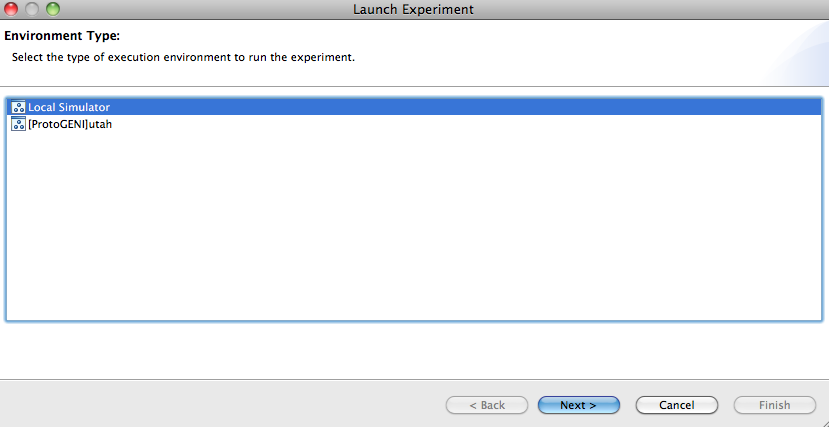 Launch Experiment
Environment Type:
Select the type of execution environment to run the experiment.
Local Simulator
[ProtoGENI]utah
< Back
Next >
Cancel
Finish